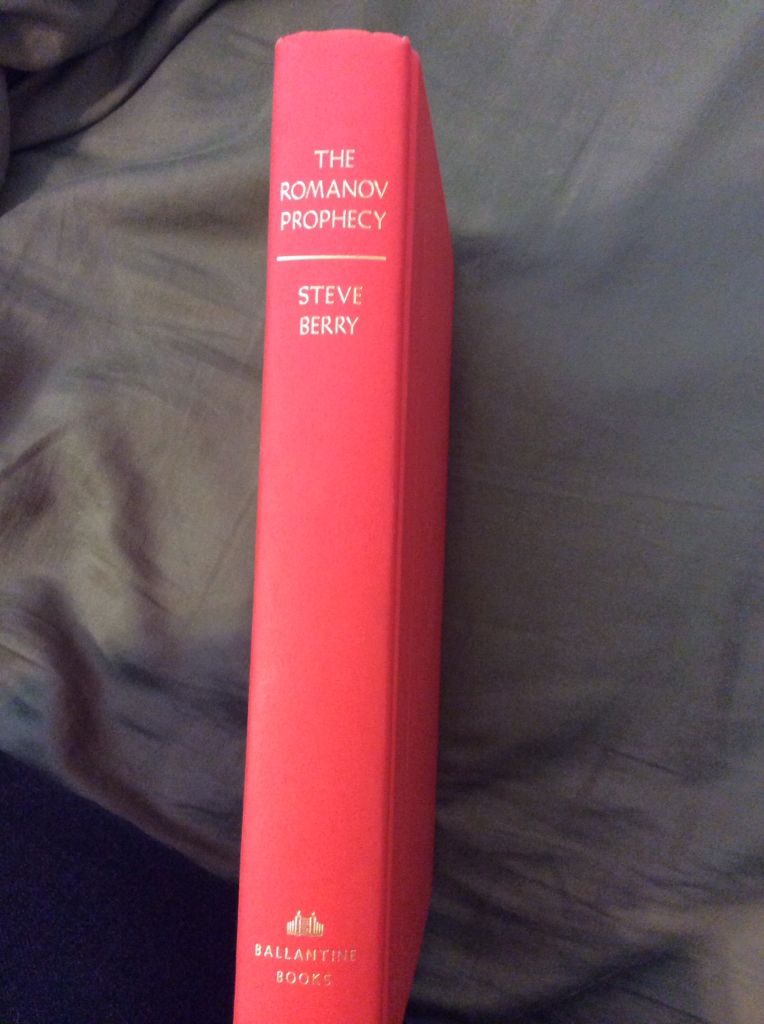 THE
ROMANOV
PROPHECY
STEVE
BERRY
BALLANTINE
BOOKS